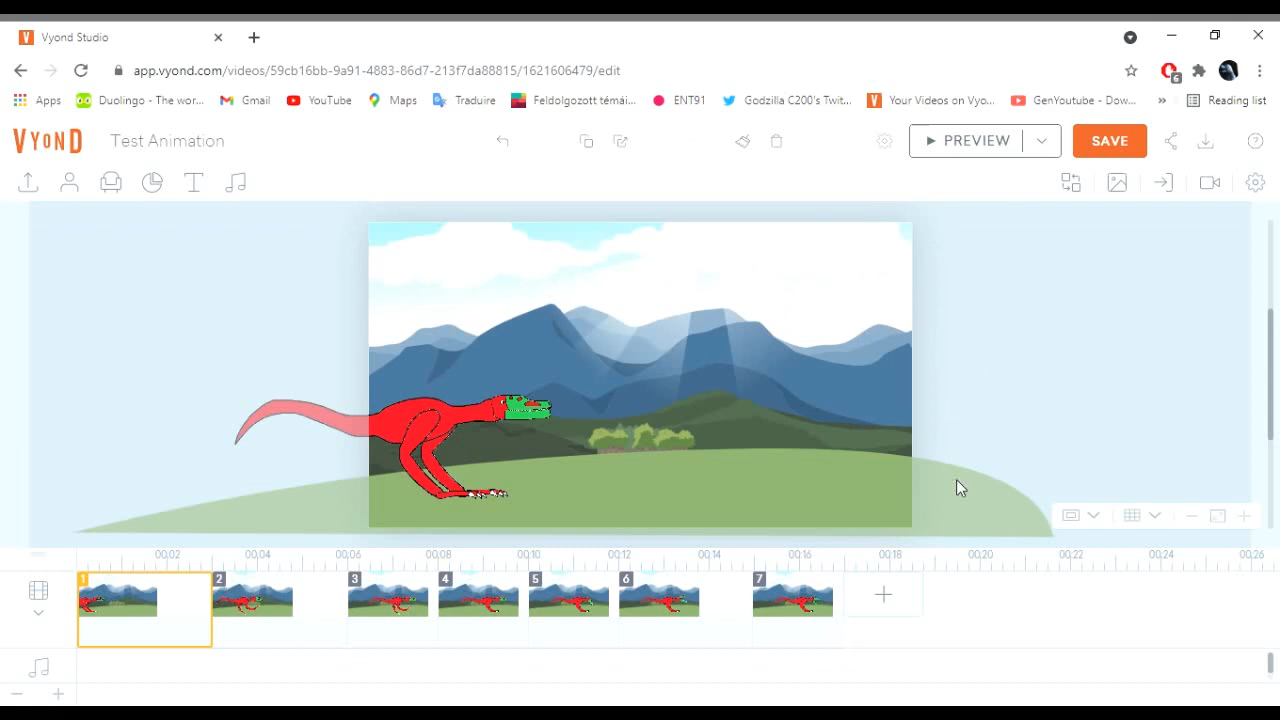 Vyond Studio
app.vyond.com/videos/59cb16bb-9a91-4883-86d7-213f7da88815/1621606479/edit
6
Apps Duolingo - The wor... Gmail YouTube Maps Traduire Feldolgozott témái... ENT91 Godzilla C200's Twit... Your Videos on Vyo... GenYoutube - Dow... » Reading list
VYOND Test Animation PREVIEW SAVE
00:02 00:04 00:06 00:08 00:10 00:12 00:14 00:16 00:18 00:20 00:22 00:24 00:26
1 2 3 4 5 6 7